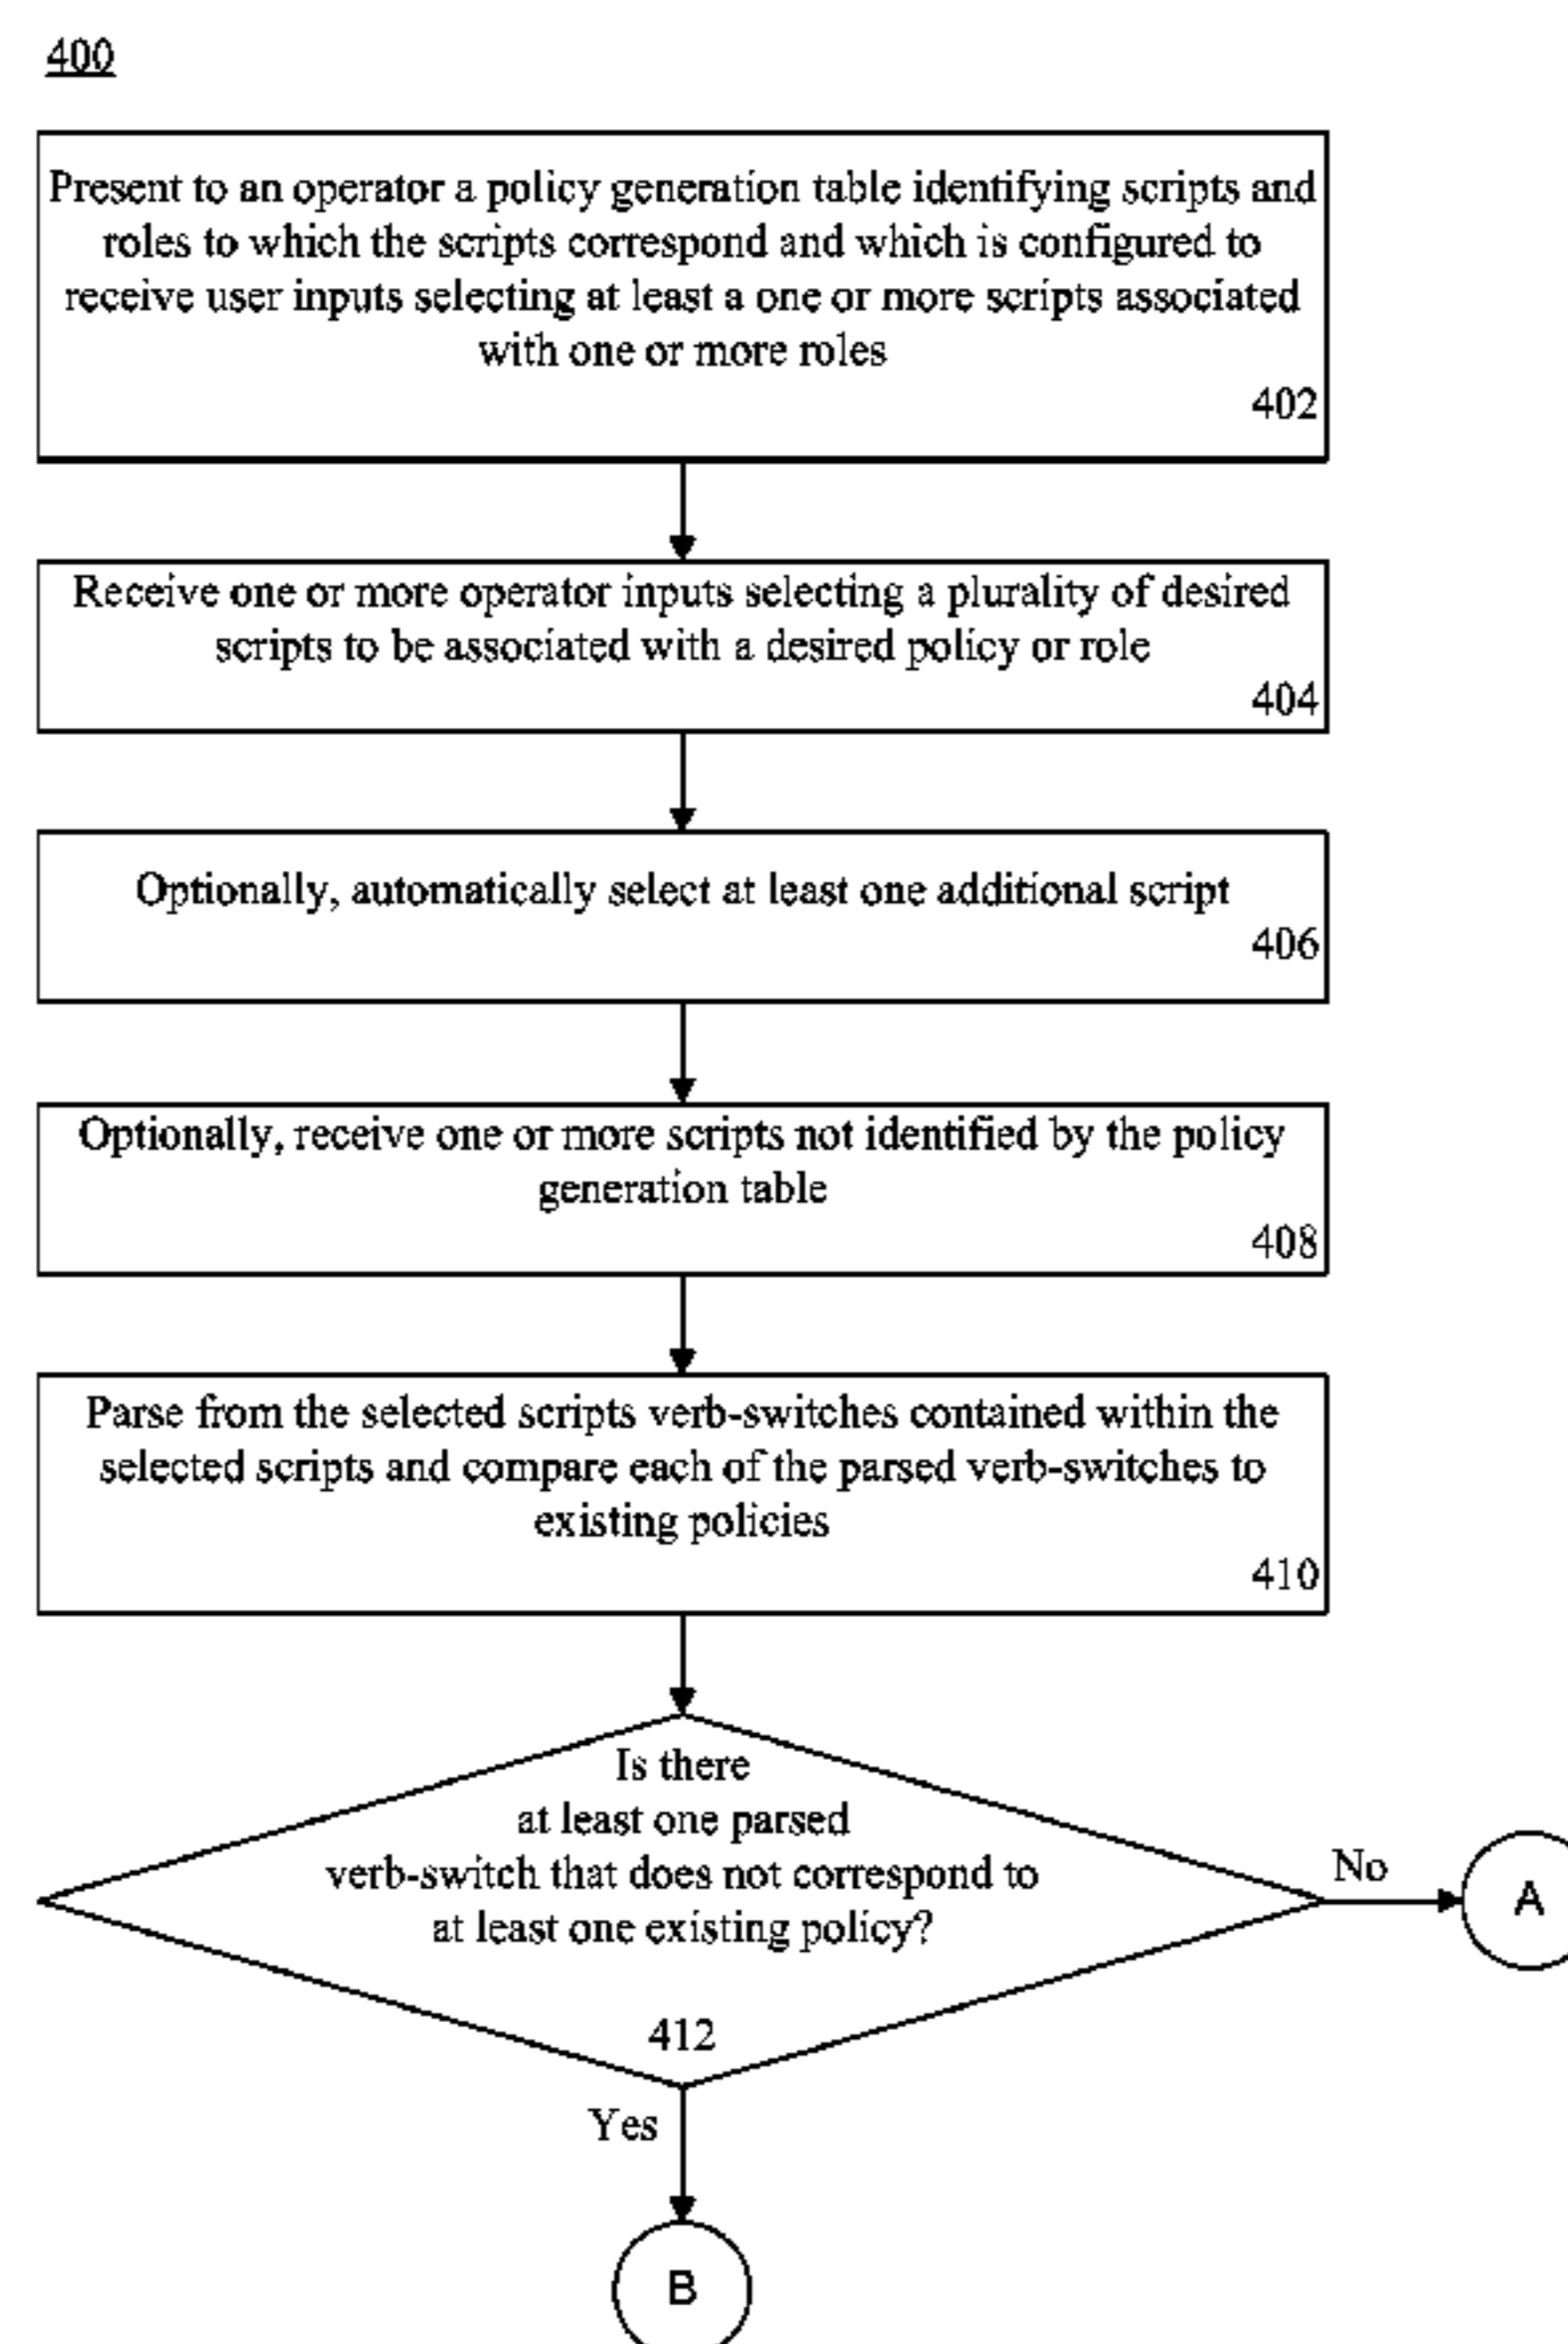 400
Present to an operator a policy generation table identifying scripts and
roles to which the scripts correspond and which is configured to
receive user inputs selecting at least a one or more scripts associated
with one or more roles
402
Receive one or more operator inputs selecting a plurality of desired
scripts to be associated with a desired policy or role
404
Optionally, automatically select at least one additional script
406
Optionally, receive one or more scripts not identified by the policy
generation table
408
Parse from the selected scripts verb-switches contained within the
selected scripts and compare each of the parsed verb-switches to
existing policies
410
Is there
at least one parsed
verb-switch that does not correspond to
at least one existing policy?
412
No
A
Yes
B